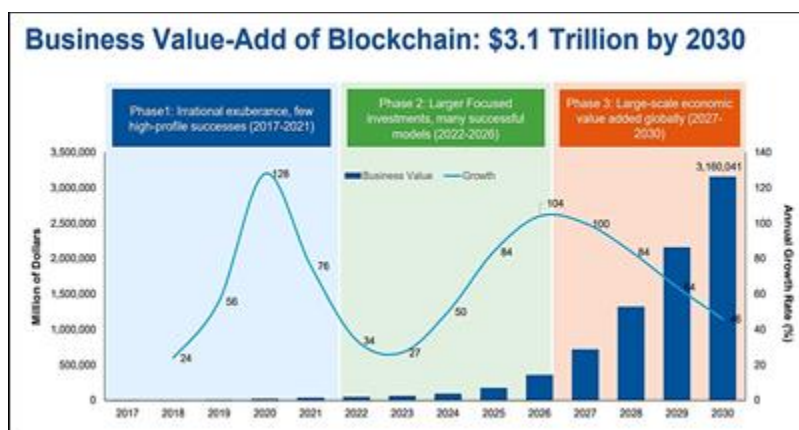 Business Value-Add of Blockchain: $3.1 Trillion by 2030
Phase1: Irrational exuberance, few
high-profile successes (2017-2021)
Phase 2: Larger Focused
investments, many successful
models (2022-2026)
Phase 3: Large-scale economic
value added globally (2027-
2030)
3,500,000
3,000,000
2,500,000
2,000,000
1,500,000
1,000,000
500,000
0
Million of Dollars
Business Value
Growth
24
56
128
76
34
27
50
84
104
100
84
64
46
3,160,041
140
120
100
80
60
40
20
0
Annual Growth Rate (%)
2017 2018 2019 2020 2021 2022 2023 2024 2025 2026 2027 2028 2029 2030